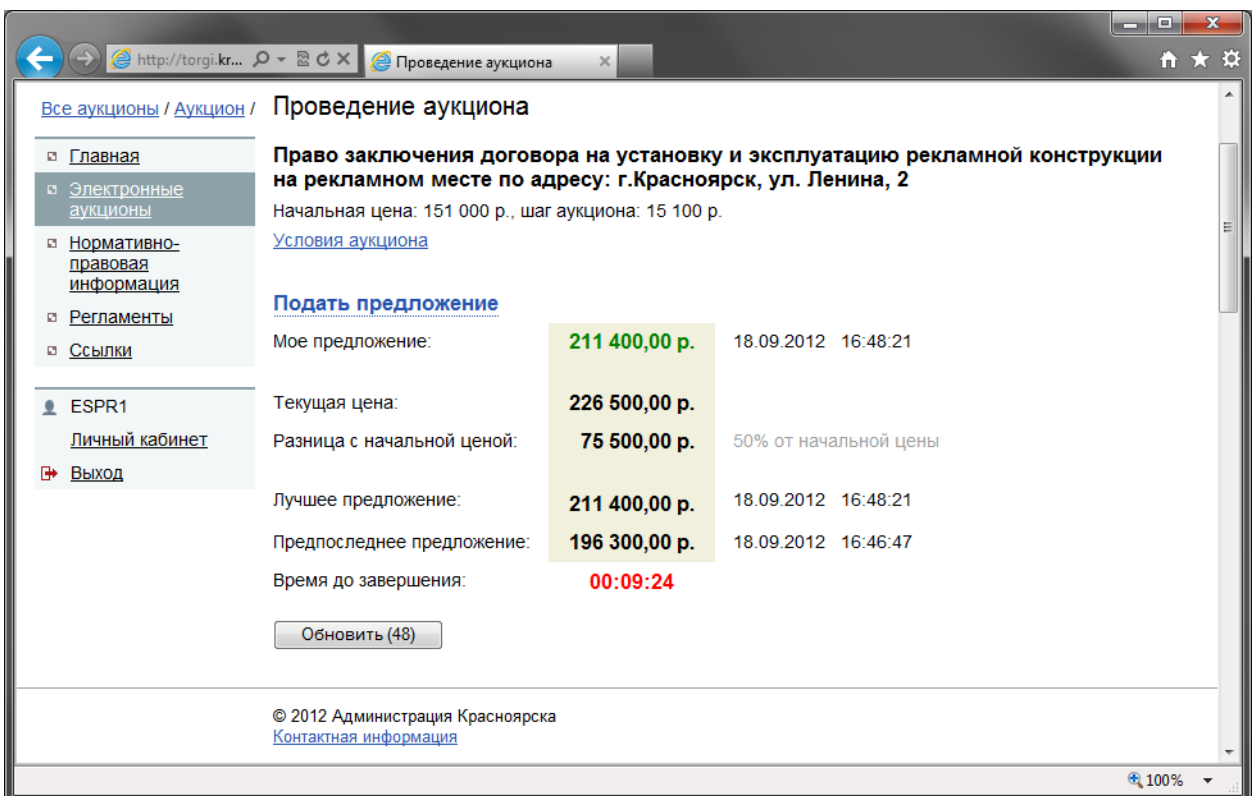 http://torgi.kr...
Проведение аукциона
Все аукционы / Аукцион /
Главная
Электронные
аукционы
Нормативно-
правовая
информация
Регламенты
Ссылки
ESPR1
Личный кабинет
Выход
Проведение аукциона
Право заключения договора на установку и эксплуатацию рекламной конструкции
на рекламном месте по адресу: г.Красноярск, ул. Ленина, 2
Начальная цена: 151 000 р., шаг аукциона: 15 100 р.
Условия аукциона
Подать предложение
Мое предложение: 211 400,00 р. 18.09.2012 16:48:21
Текущая цена: 226 500,00 р.
Разница с начальной ценой: 75 500,00 р. 50% от начальной цены
Лучшее предложение: 211 400,00 р. 18.09.2012 16:48:21
Предпоследнее предложение: 196 300,00 р. 18.09.2012 16:46:47
Время до завершения: 00:09:24
Обновить (48)
© 2012 Администрация Красноярска
Контактная информация
100%